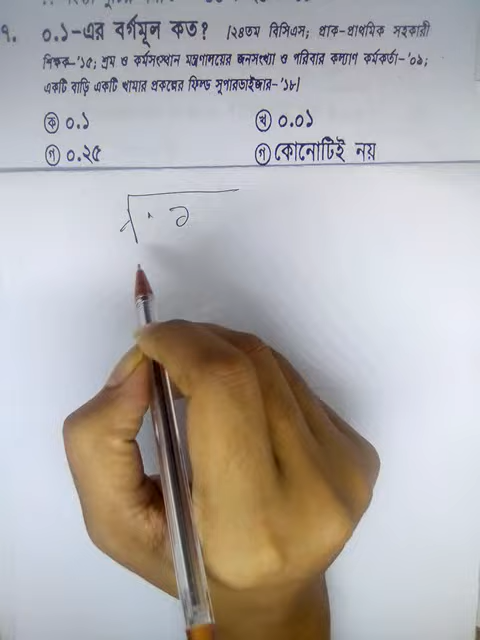 ৭. ০.১-এর বর্গমূল কত? [২৪তম বিসিএস; প্রাক-প্রাথমিক সহকারী
শিক্ষক-'১৫; শ্রম ও কর্মসংস্থান মন্ত্রণালয়ের জনসংখ্যা ও পরিবার কল্যাণ কর্মকর্তা-'০৯;
একটি বাড়ি একটি খামার প্রকল্পের ফিল্ড সুপারভাইজার-'১৮]
ক ০.১ খ ০.০১
গ ০.২৫ ঘ কোনোটিই নয়
√.১